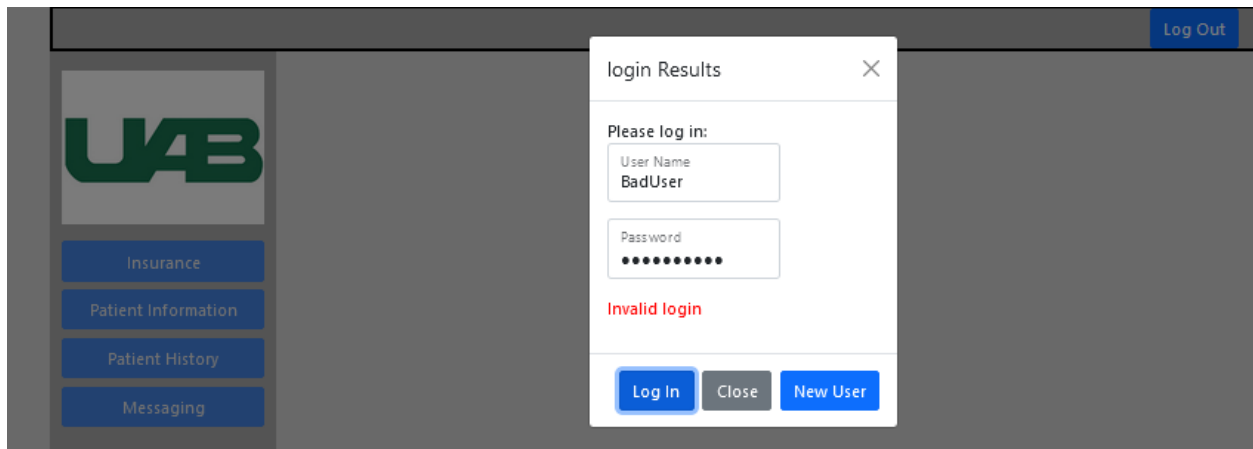 Log Out
login Results
Please log in:
User Name
BadUser
Password
••••••••••
Invalid login
Log In Close New User
UAB
Insurance
Patient Information
Patient History
Messaging